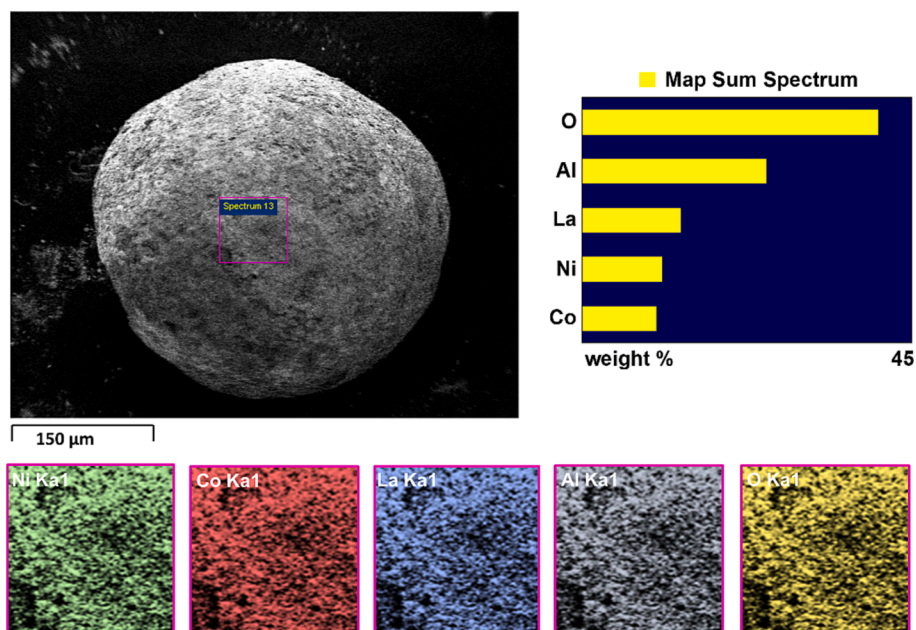 Spectrum 13
150 µm
Map Sum Spectrum
O
Al
La
Ni
Co
weight %
45
Ni Ka1
Co Ka1
La Ka1
Al Ka1
O Ka1